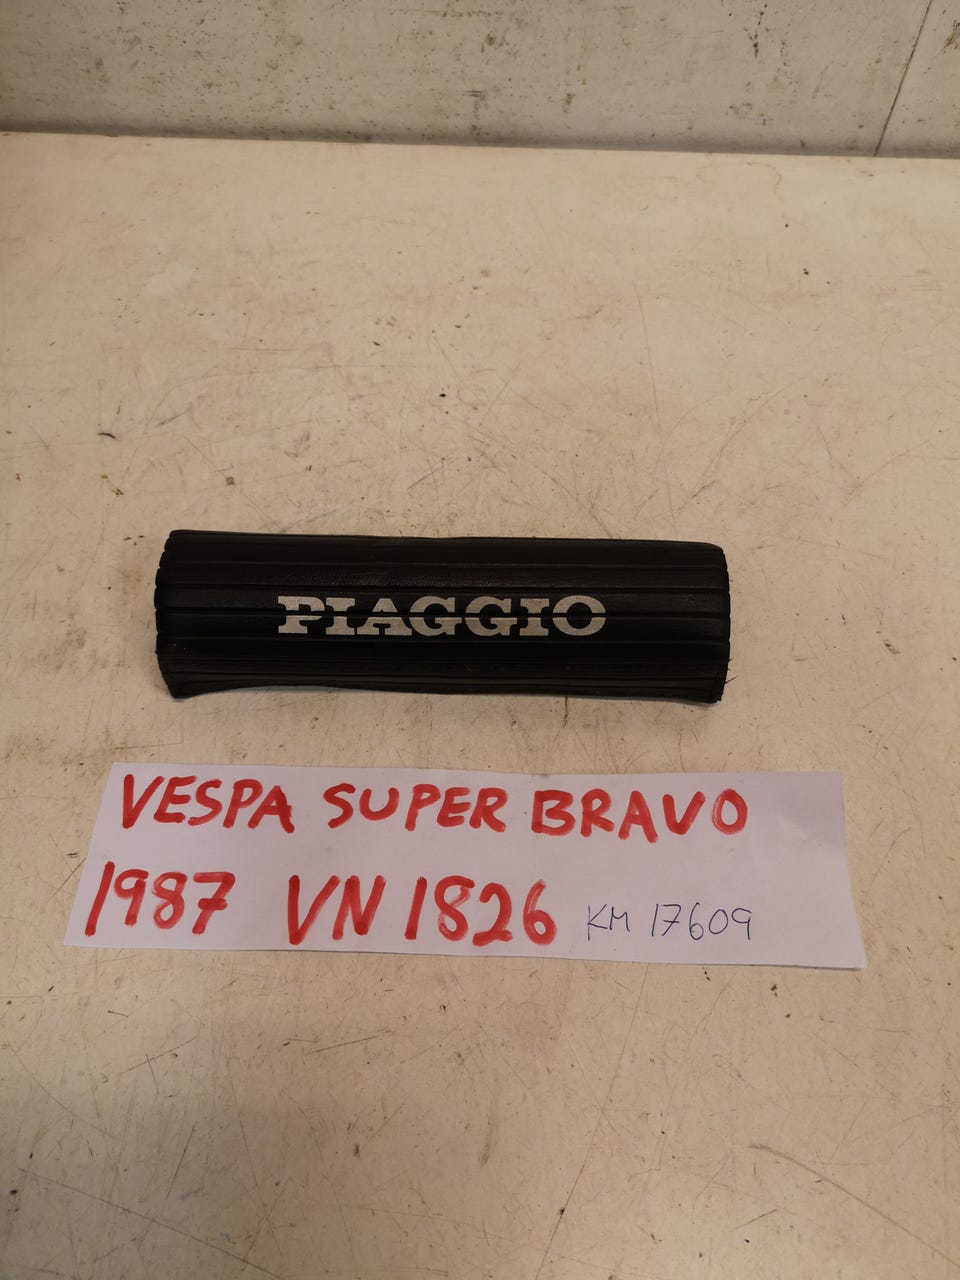 PIAGGIO
VESPA SUPER BRAVO
1987 VN 1826 KM 17609